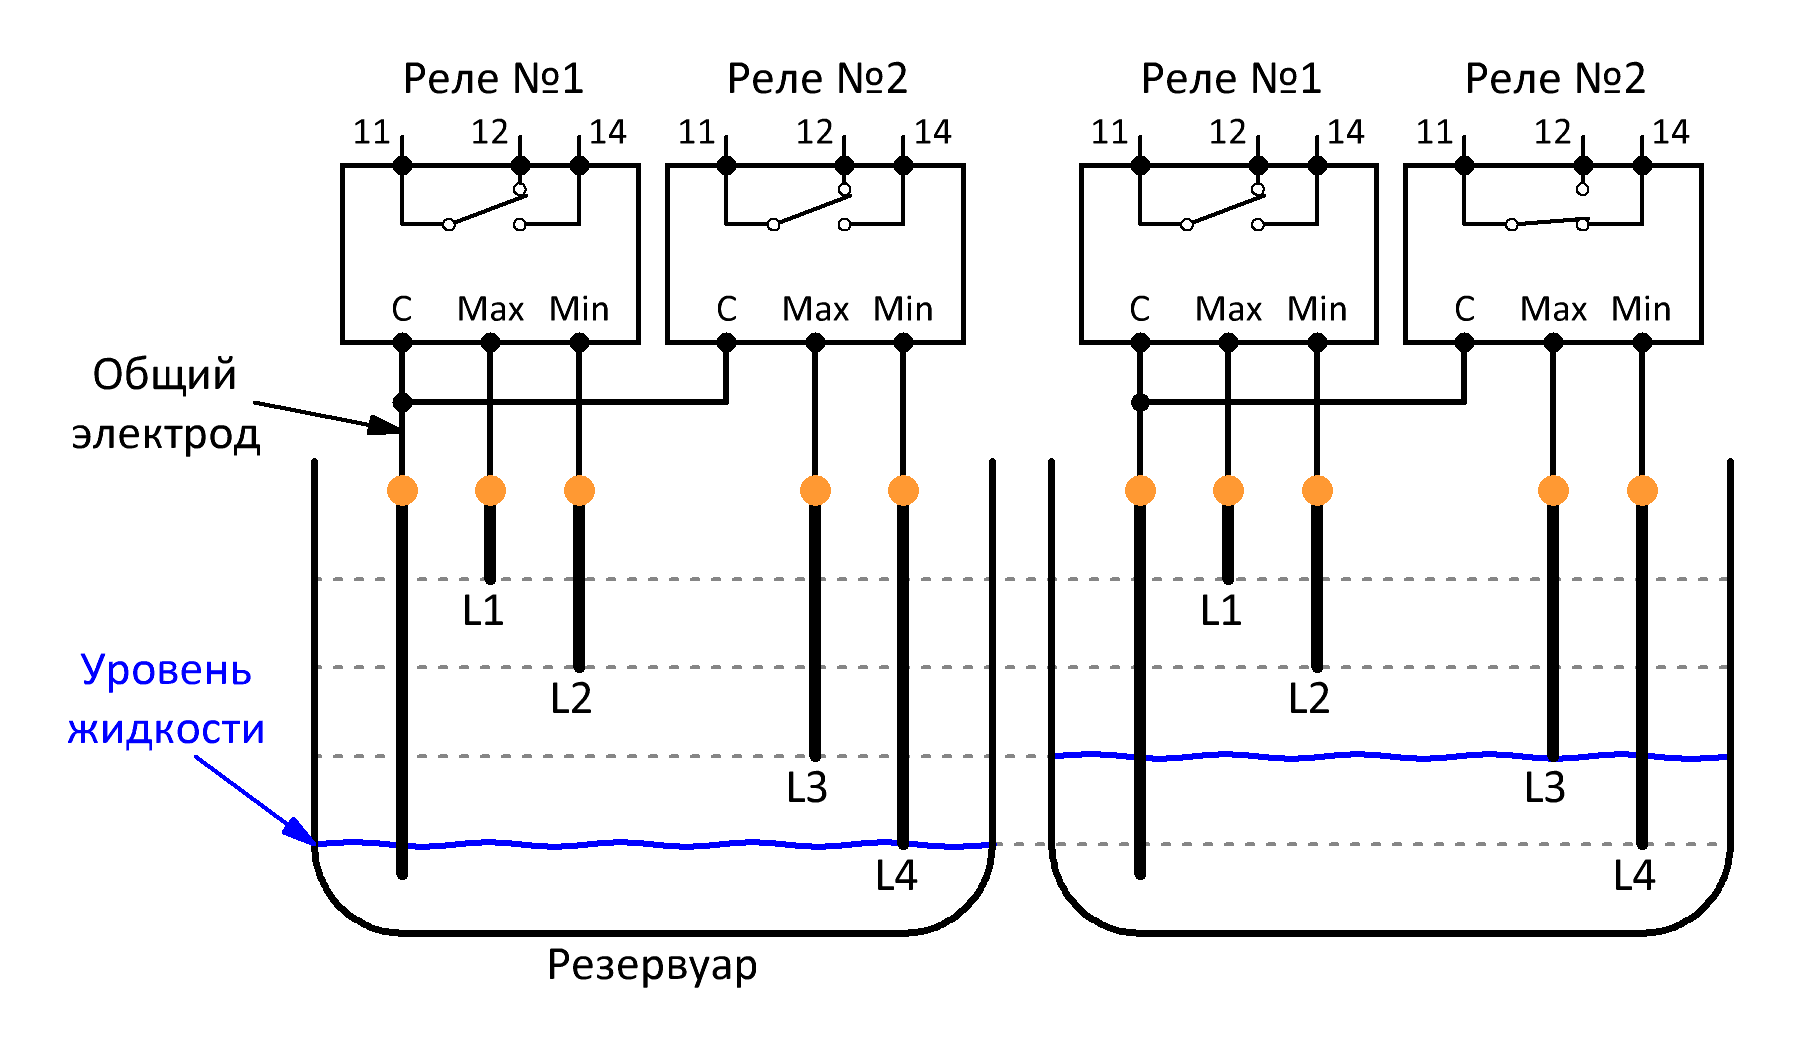 Реле №1 Реле №2 Реле №1 Реле №2
11 12 14 11 12 14 11 12 14 11 12 14
C Max Min C Max Min C Max Min C Max Min
Общий
электрод
L1 L1
Уровень
жидкости
L2 L2
L3 L3
L4 L4
Резервуар